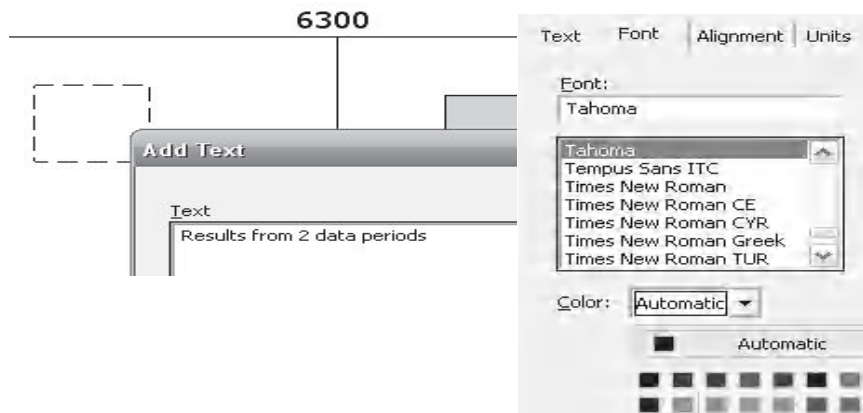 6300
Add Text
Text
Results from 2 data periods
Text Font Alignment Units
Font:
Tahoma
Tahoma
Tempus Sans ITC
Times New Roman
Times New Roman CE
Times New Roman CYR
Times New Roman Greek
Times New Roman TUR
Color: Automatic
Automatic